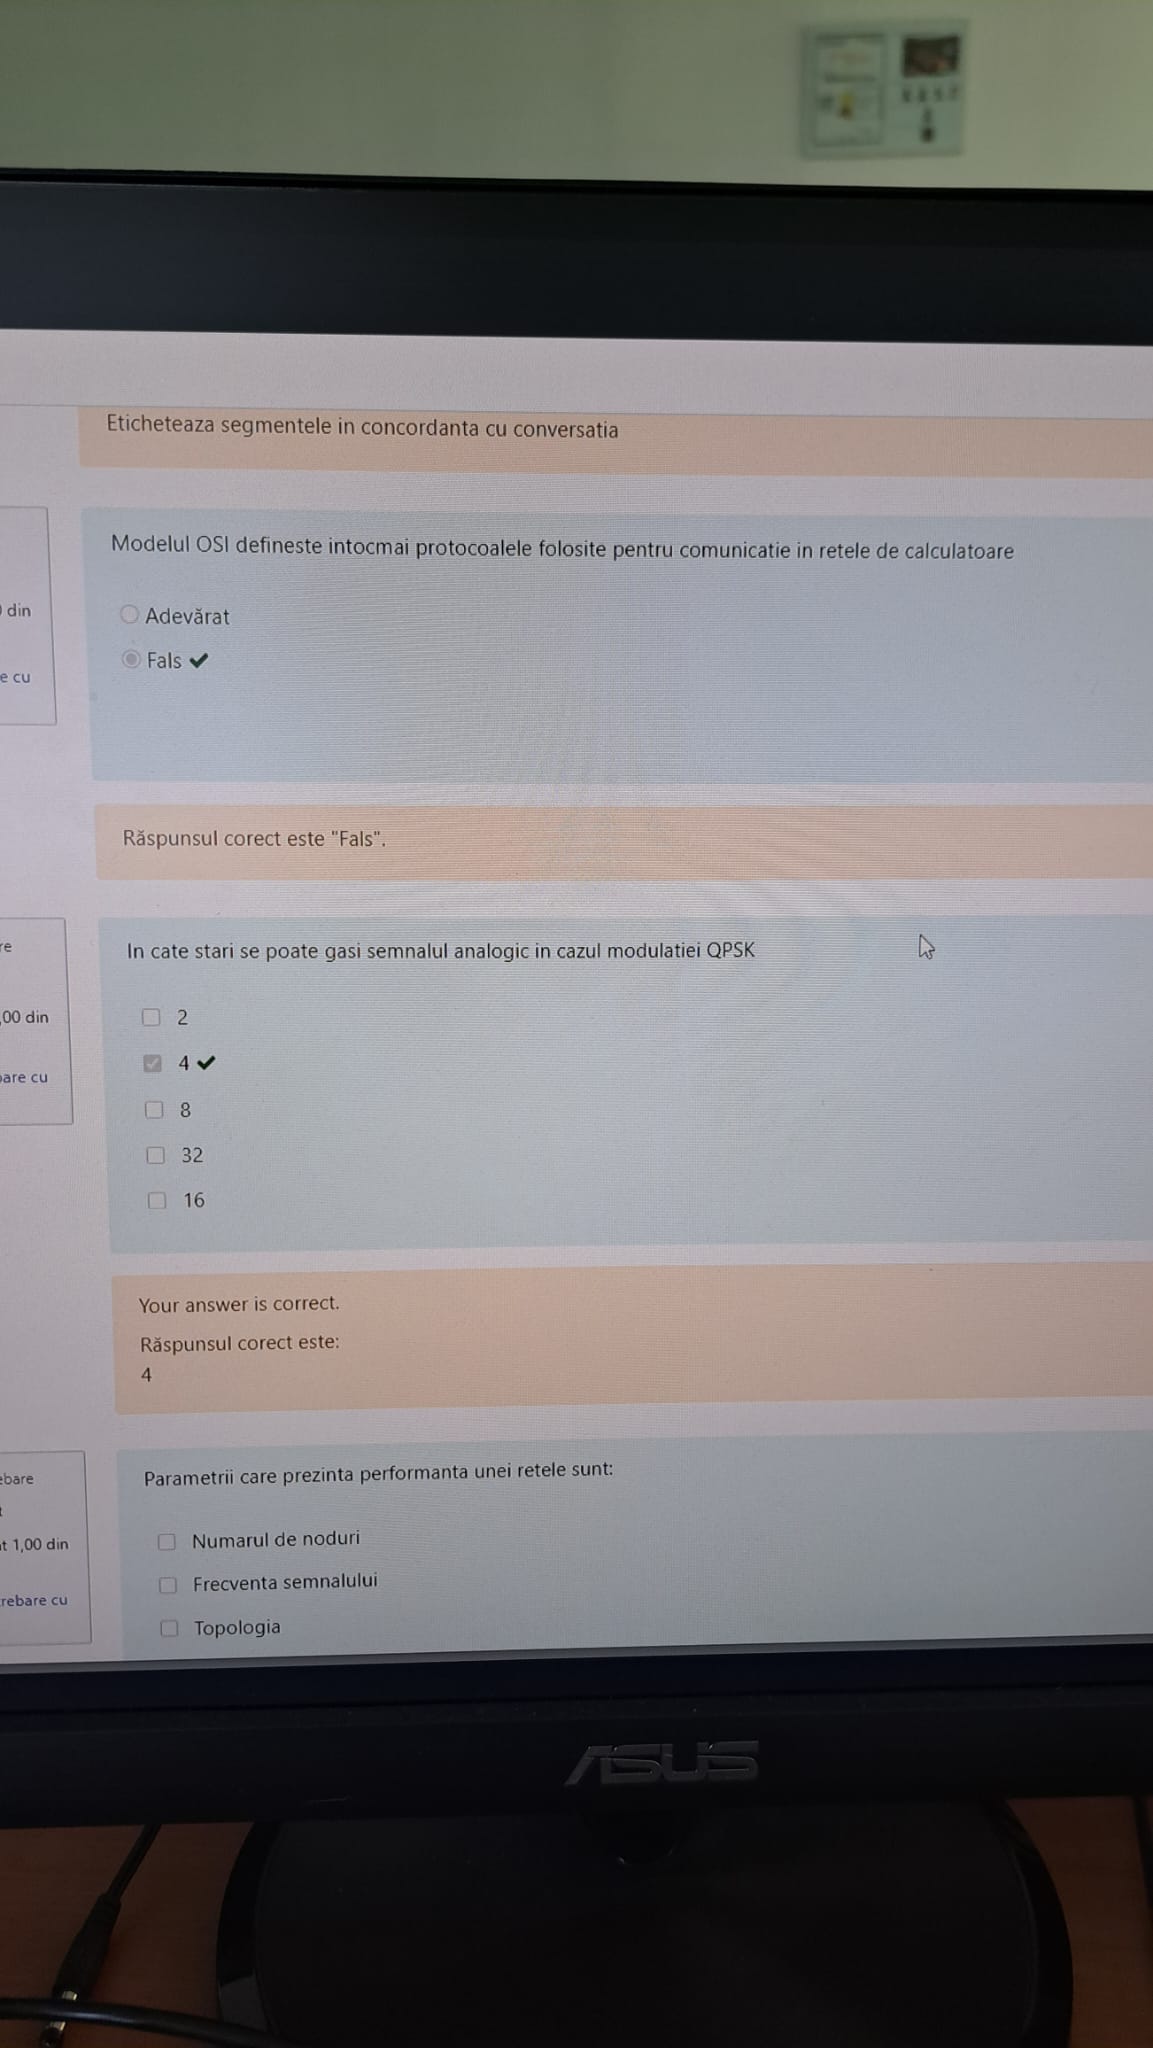 Eticheteaza segmentele in concordanta cu conversatia
Modelul OSI defineste intocmai protocoalele folosite pentru comunicatie in retele de calculatoare
din
Adevărat
Fals
e cu
Răspunsul corect este "Fals".
re
In cate stari se poate gasi semnalul analogic in cazul modulatiei QPSK
,00 din
2
4
are cu
8
32
16
Your answer is correct.
Răspunsul corect este:
4
ebare
Parametrii care prezinta performanta unei retele sunt:
t 1,00 din
Numarul de noduri
rebare cu
Frecventa semnalului
Topologia
ASUS